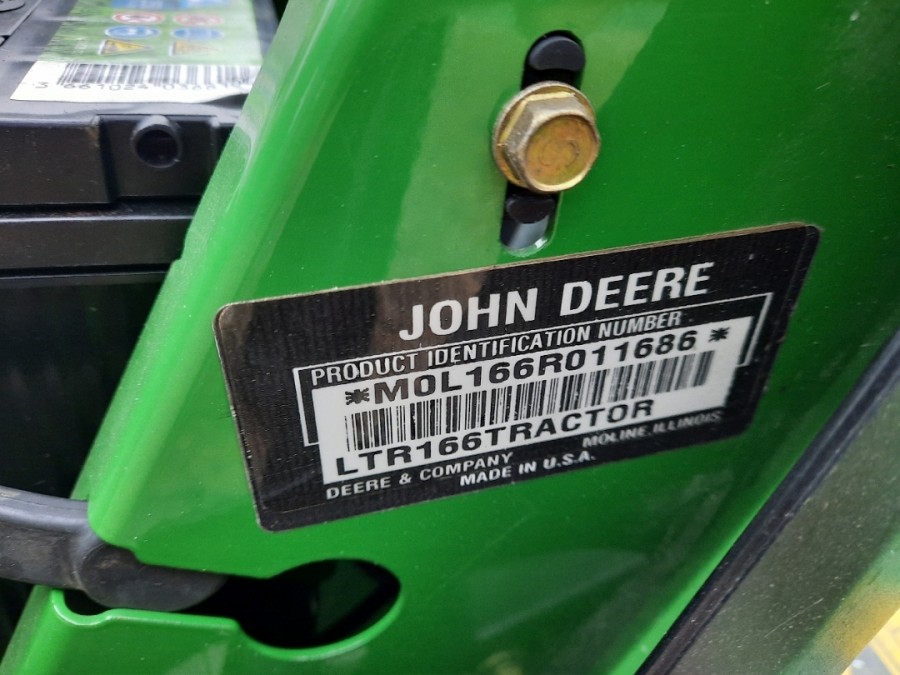 JOHN DEERE
PRODUCT IDENTIFICATION NUMBER
*M0L166R011686*
LTR166TRACTOR
DEERE & COMPANY MOLINE, ILLINOIS
MADE IN U.S.A.